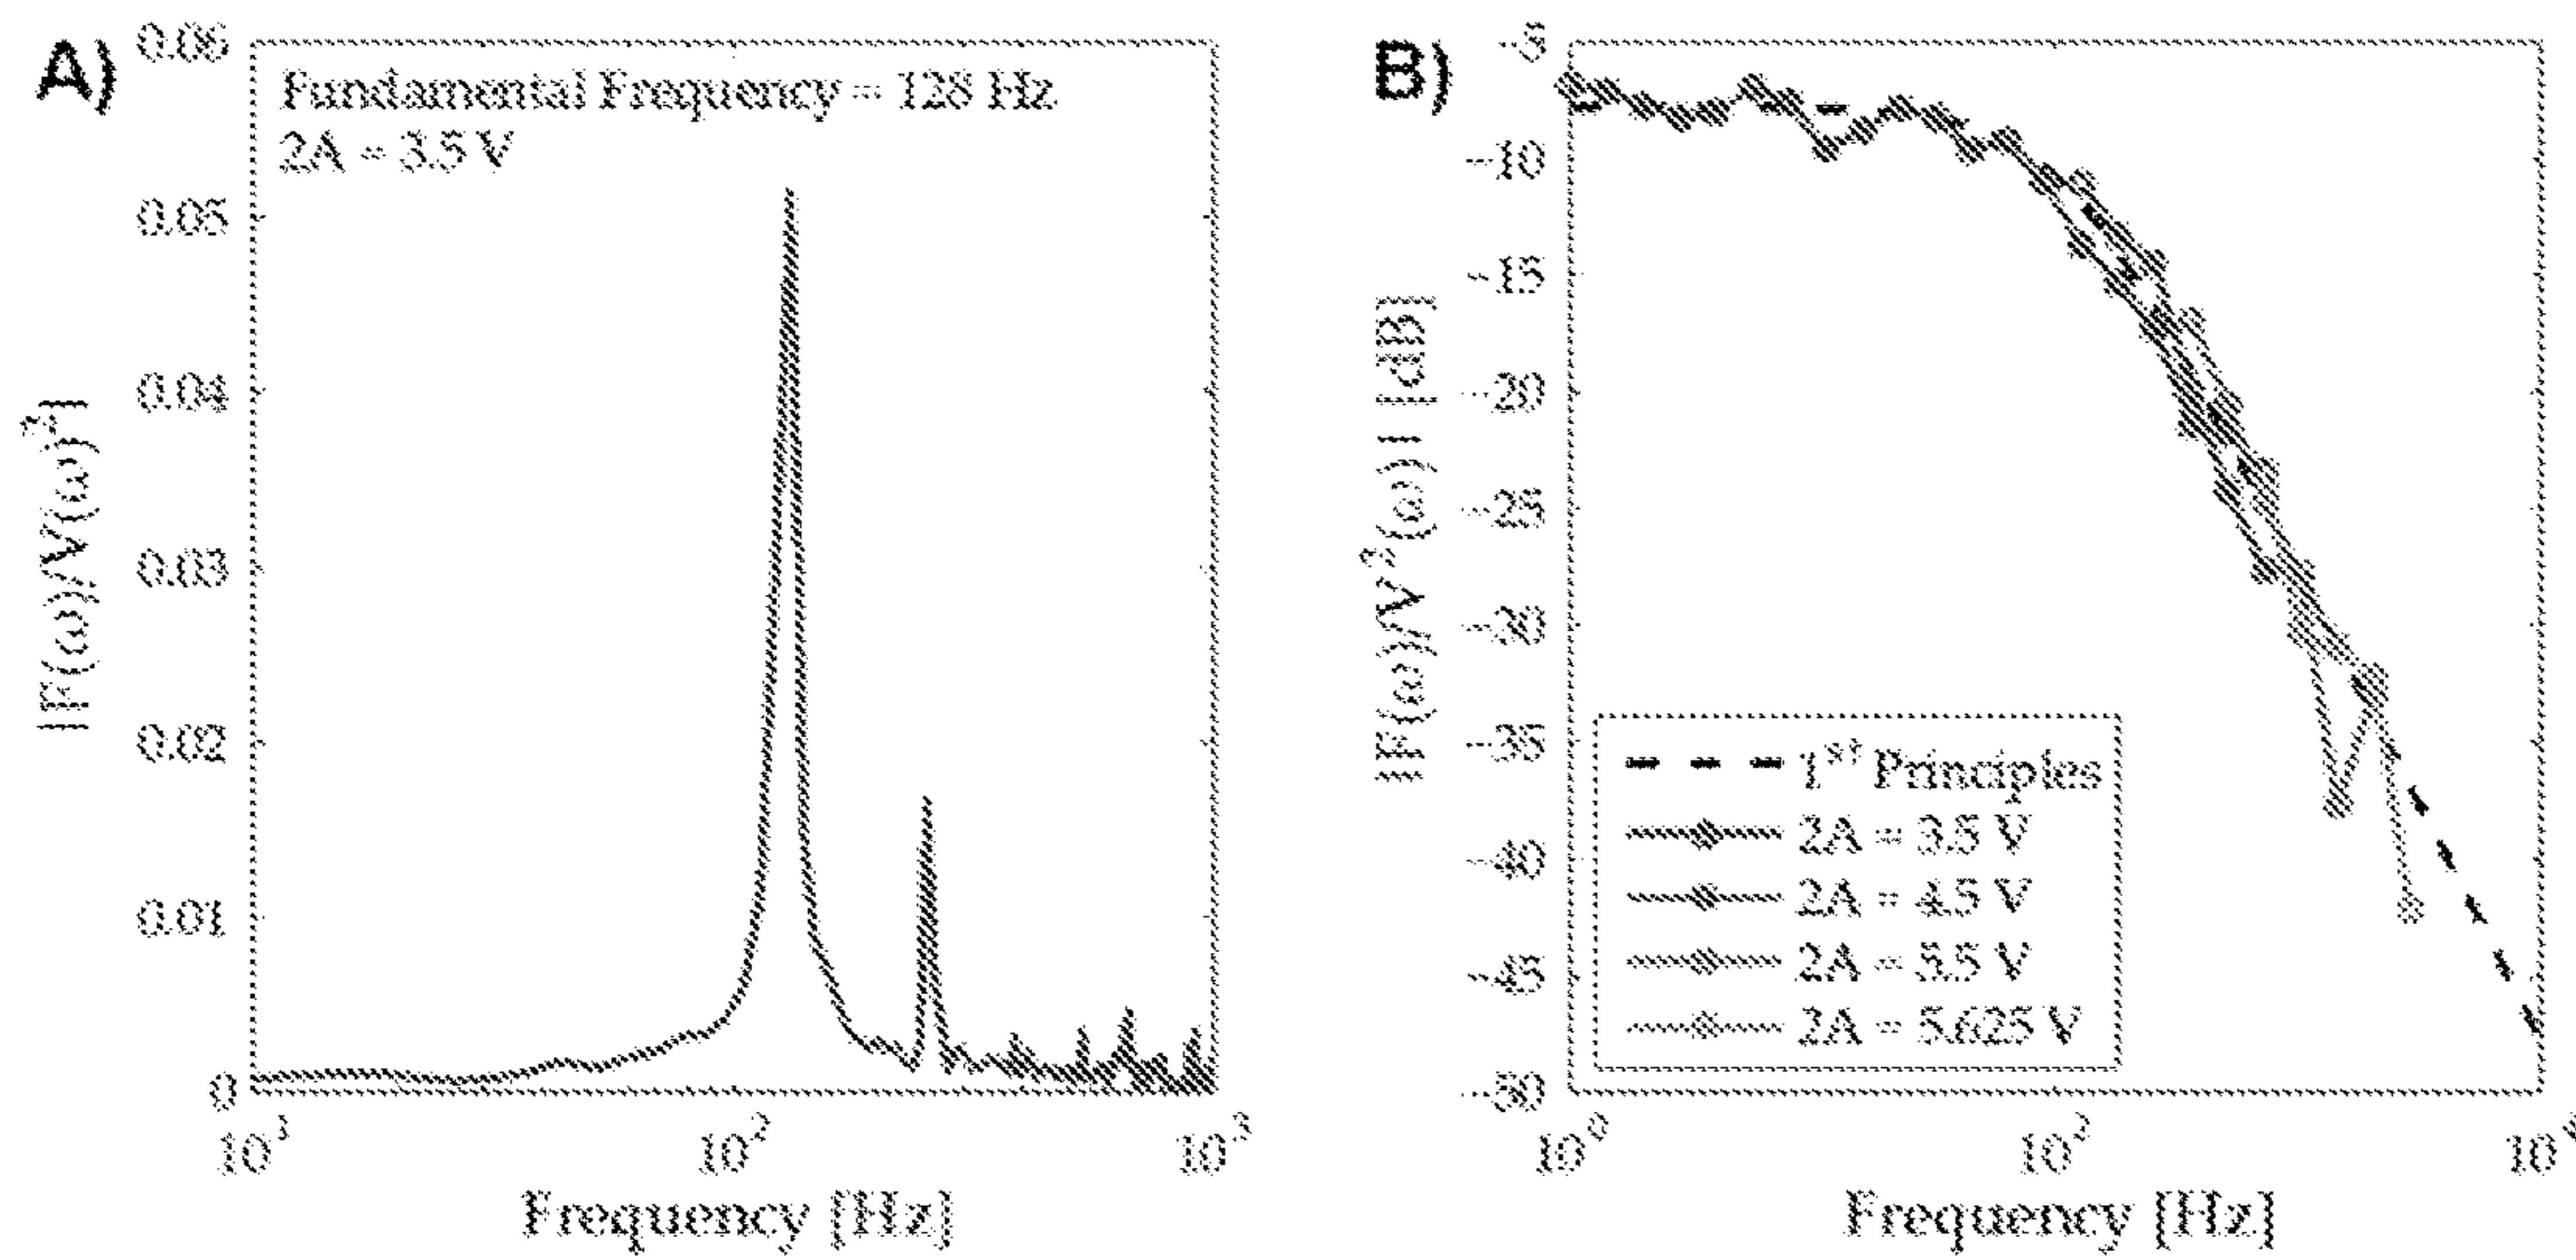 A)
0.06
0.05
0.04
0.03
0.02
0.01
0
|F(ω)/V(ω)²|
Fundamental Frequency = 128 Hz
2A = 3.5 V
10¹
10²
10³
Frequency [Hz]
B)
-5
-10
-15
-20
-25
-30
-35
-40
-45
-50
|F(ω)/V²(ω)| [dB]
1st Principles
2A = 3.5 V
2A = 4.5 V
2A = 5.5 V
2A = 5.625 V
10⁰
10²
10⁴
Frequency [Hz]